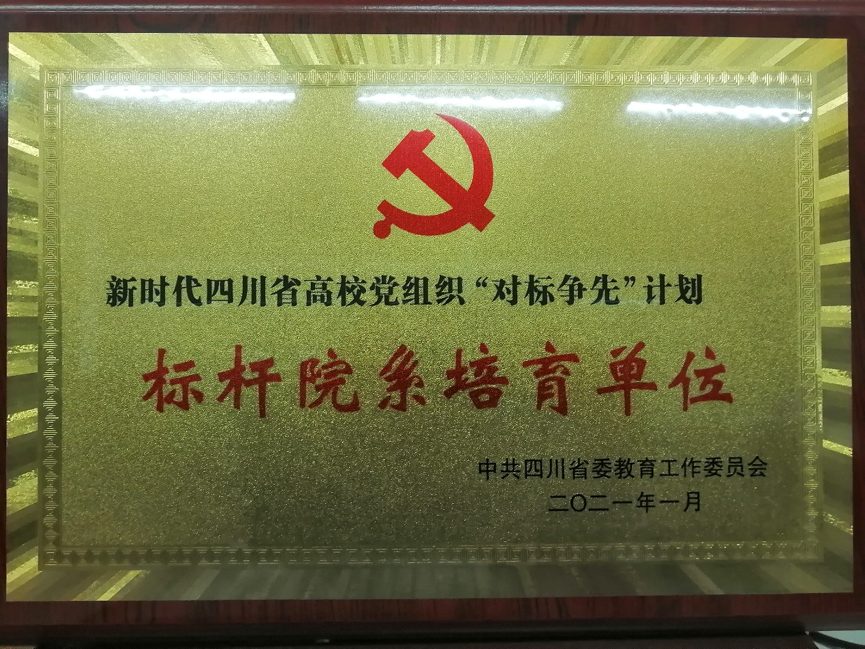 新时代四川省高校党组织“对标争先”计划
标杆院系培育单位
中共四川省委教育工作委员会
二〇二一年一月